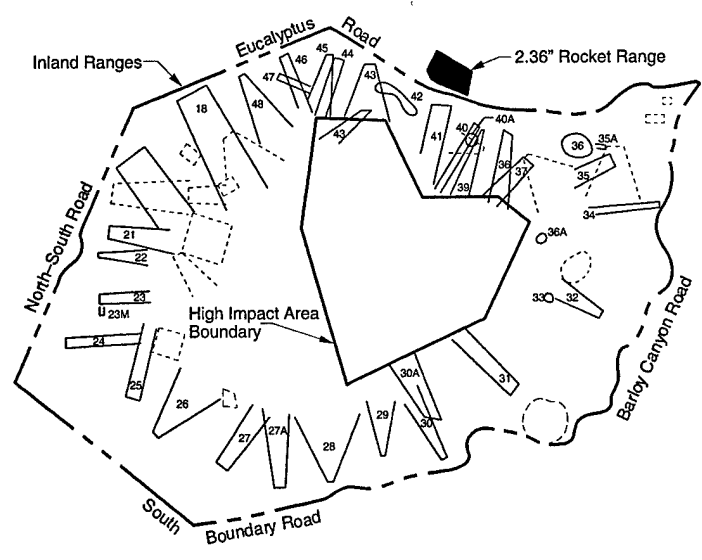 Eucalyptus
Road
2.36" Rocket Range
Inland Ranges
45
44
46
47
43
48
42
18
40A
41
40
35A
43
36
36
37
35
39
34
21
36A
22
North–South Road
23
33
32
23M
High Impact Area
Boundary
24
Barloy Canyon Road
30A
31
25
26
29
30
27
27A
28
South
Boundary Road